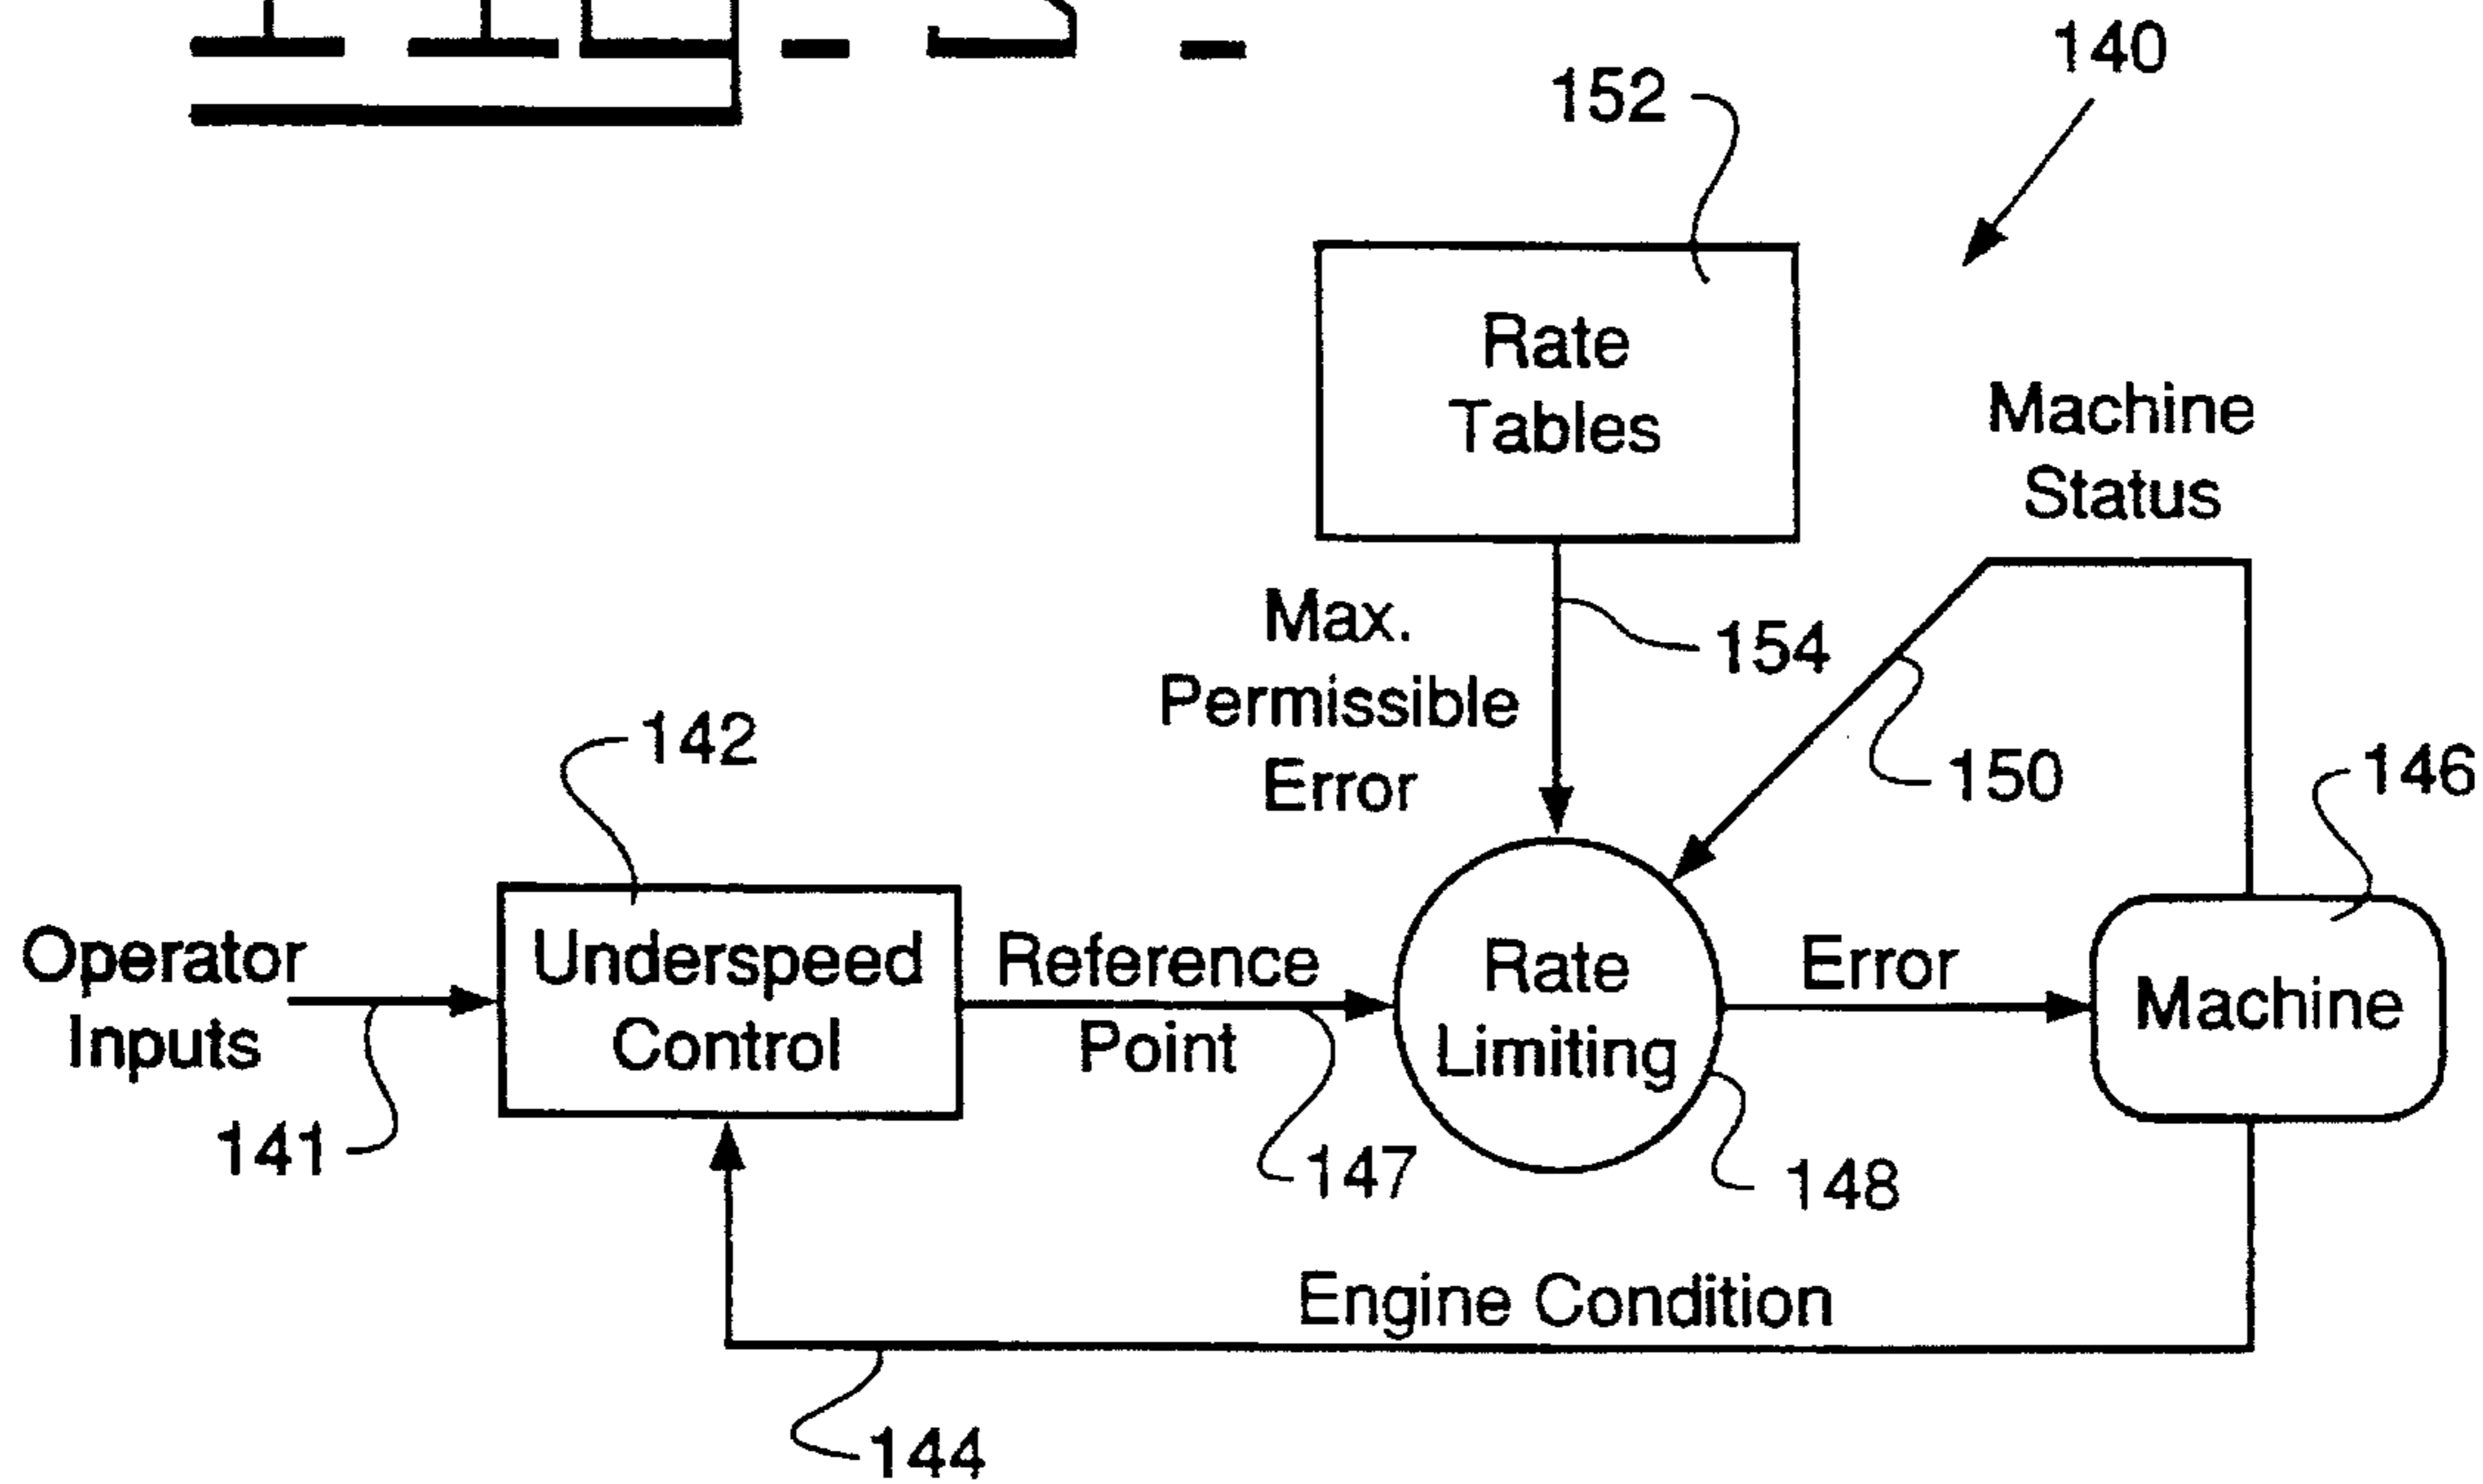 140
152
Rate
Tables
Machine
Status
Max.
Permissible
Error
154
150
146
142
Operator
Inputs
Underspeed
Control
Reference
Point
Rate
Limiting
Error
Machine
141
147
148
Engine Condition
144